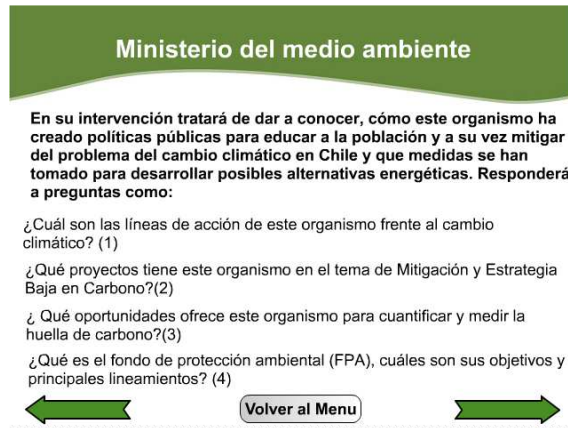 Ministerio del medio ambiente
En su intervención tratará de dar a conocer, cómo este organismo ha
creado políticas públicas para educar a la población y a su vez mitigar
del problema del cambio climático en Chile y que medidas se han
tomado para desarrollar posibles alternativas energéticas. Responderá
a preguntas como:
¿Cuál son las líneas de acción de este organismo frente al cambio
climático? (1)
¿Qué proyectos tiene este organismo en el tema de Mitigación y Estrategia
Baja en Carbono?(2)
¿ Qué oportunidades ofrece este organismo para cuantificar y medir la
huella de carbono?(3)
¿Qué es el fondo de protección ambiental (FPA), cuáles son sus objetivos y
principales lineamientos? (4)
Volver al Menu